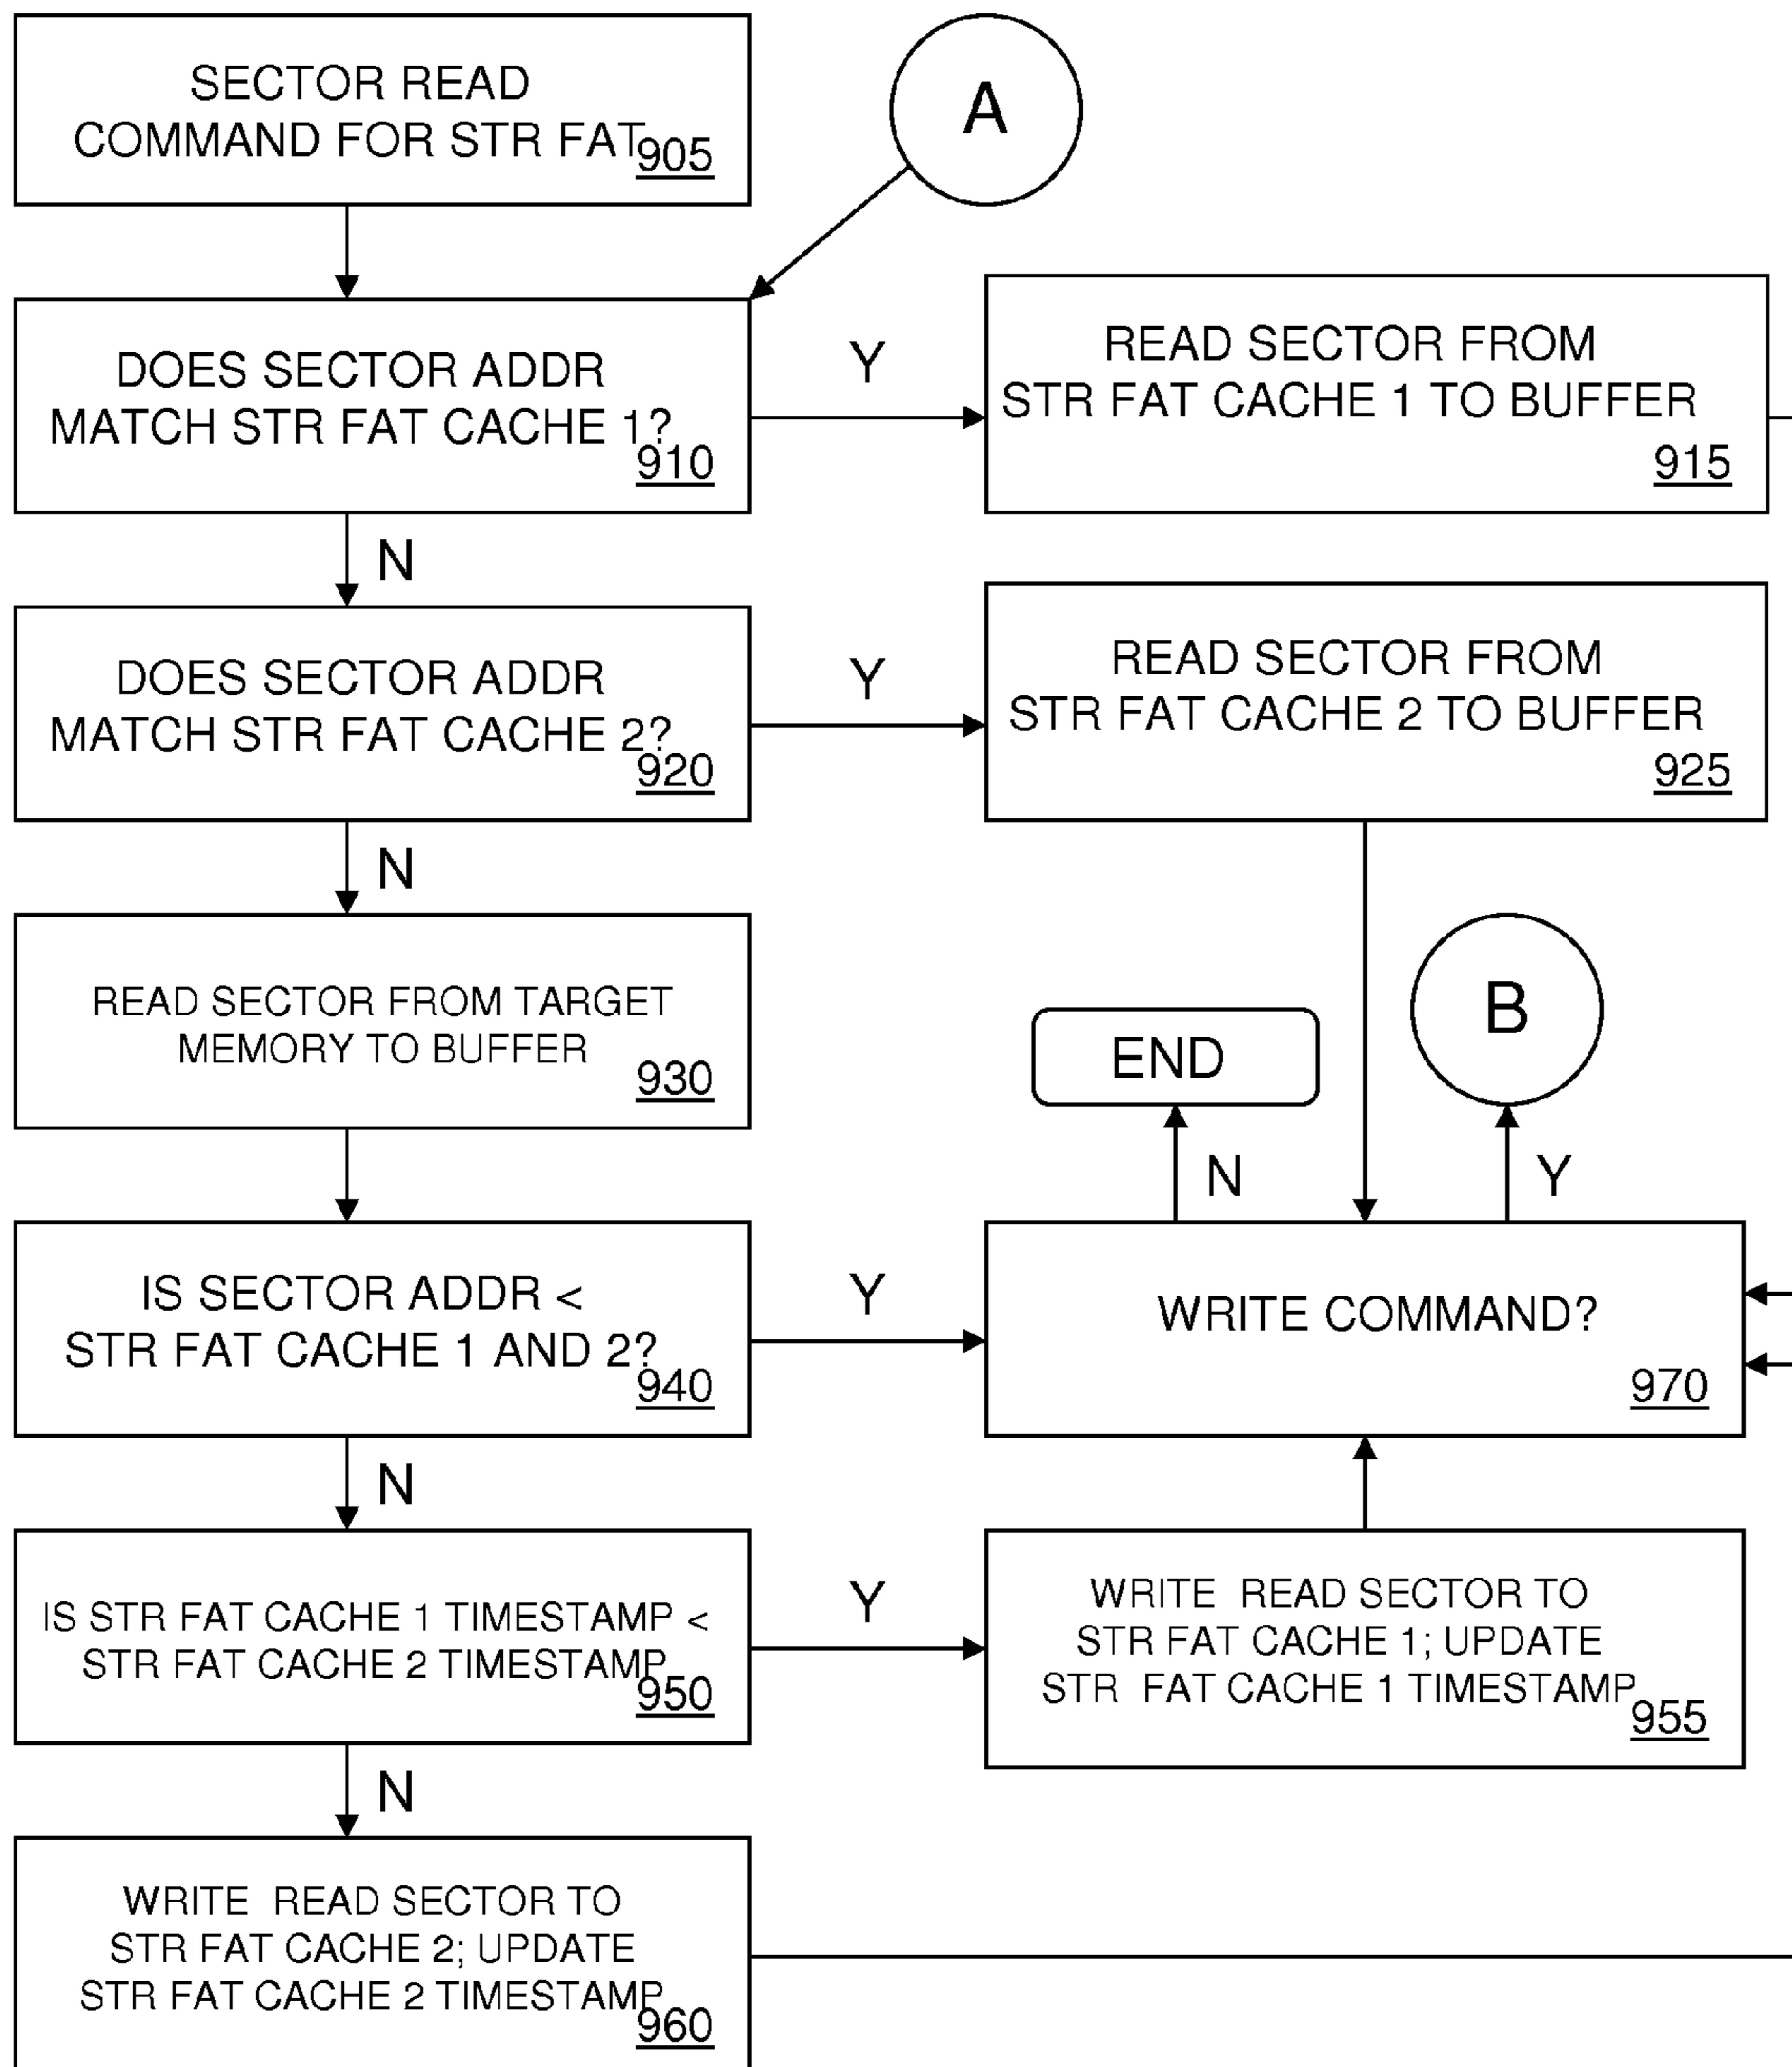 SECTOR READ
COMMAND FOR STR FAT
905
A
DOES SECTOR ADDR
MATCH STR FAT CACHE 1?
910
Y
READ SECTOR FROM
STR FAT CACHE 1 TO BUFFER
915
N
DOES SECTOR ADDR
MATCH STR FAT CACHE 2?
920
Y
READ SECTOR FROM
STR FAT CACHE 2 TO BUFFER
925
N
READ SECTOR FROM TARGET
MEMORY TO BUFFER
930
END
B
N
Y
IS SECTOR ADDR <
STR FAT CACHE 1 AND 2?
940
Y
WRITE COMMAND?
970
N
IS STR FAT CACHE 1 TIMESTAMP <
STR FAT CACHE 2 TIMESTAMP
950
Y
WRITE READ SECTOR TO
STR FAT CACHE 1; UPDATE
STR FAT CACHE 1 TIMESTAMP
955
N
WRITE READ SECTOR TO
STR FAT CACHE 2; UPDATE
STR FAT CACHE 2 TIMESTAMP
960